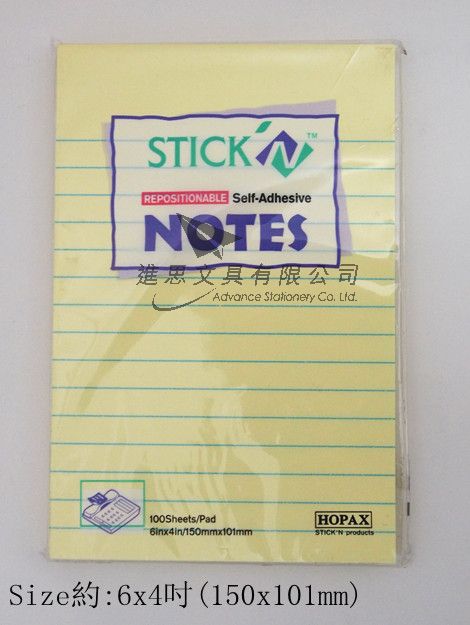 STICK'N™
REPOSITIONABLE Self-Adhesive
NOTES
進思文具有限公司
Advance Stationery Co. Ltd.
100Sheets/Pad
6inx4in/150mmx101mm
HOPAX
STICK'N products
Size約:6x4吋(150x101mm)